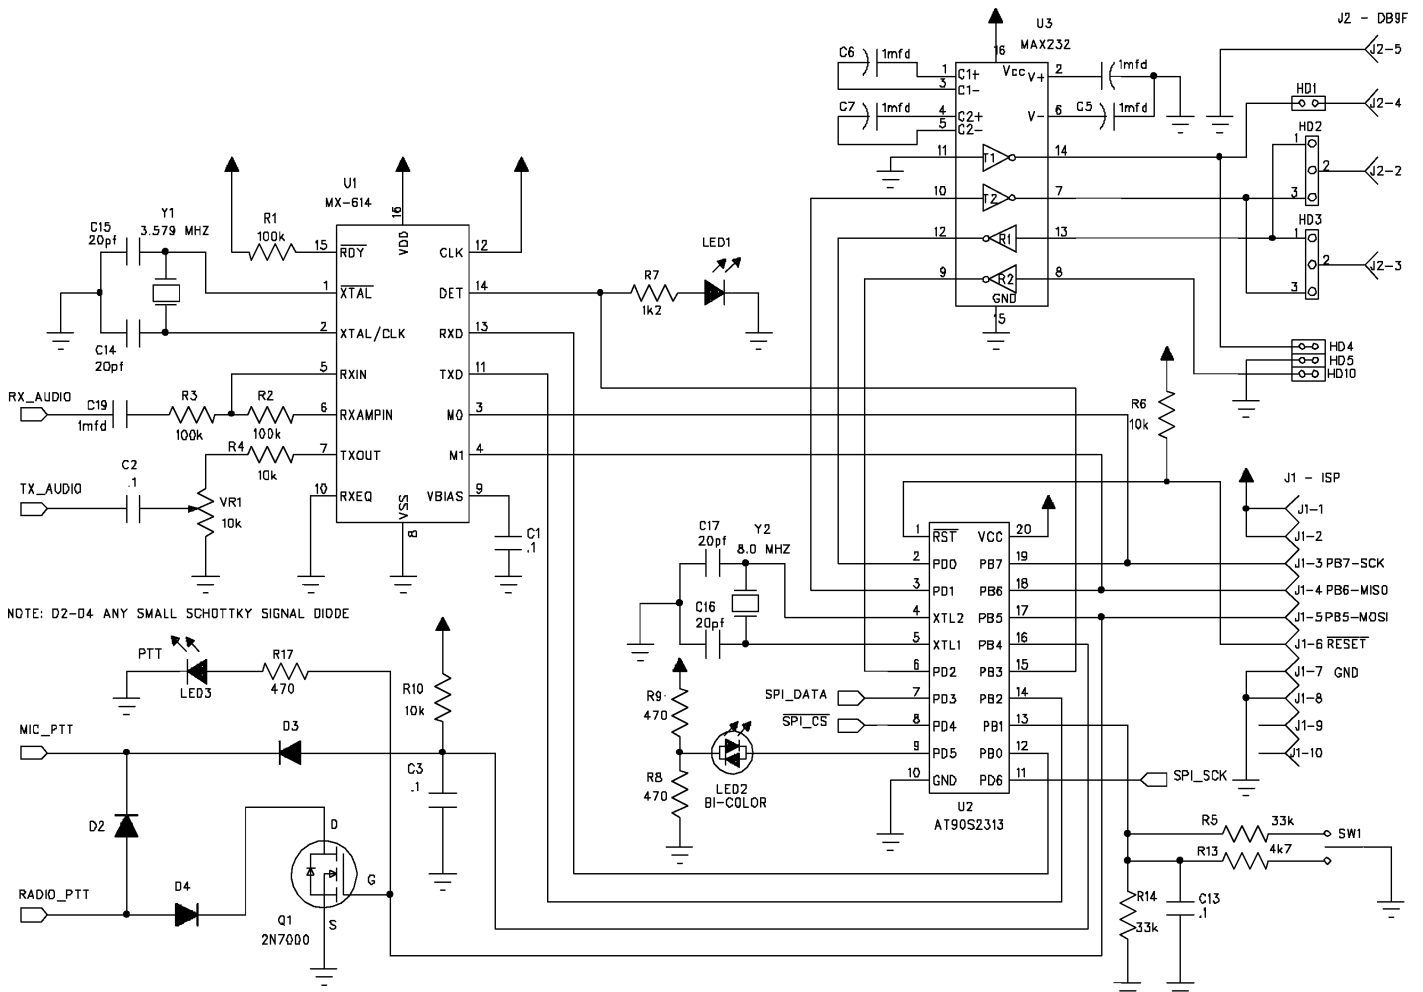 U3
MAX232
J2 - DB9F
C6
1mfd
1
C1+
3
C1-
16
Vcc
V+
2
1mfd
J2-5
C7
1mfd
4
C2+
5
C2-
V-
6
C5
1mfd
HD1
J2-4
HD2
1
2
3
J2-2
11
T1
14
10
T2
7
12
R1
13
9
R2
8
GND
15
HD3
1
2
3
J2-3
HD4
HD5
HD10
U1
MX-614
C15
20pf
Y1
3.579 MHZ
C14
20pf
R1
100k
15
RDY
16
VDD
CLK
12
1
XTAL
DET
14
2
XTAL/CLK
RXD
13
5
RXIN
TXD
11
6
RXAMPIN
M0
3
7
TXOUT
M1
4
10
RXEQ
VSS
8
VBIAS
9
R7
1k2
LED1
RX_AUDIO
C19
1mfd
R3
100k
R2
100k
R4
10k
TX_AUDIO
C2
.1
VR1
10k
C1
.1
R6
10k
J1 - ISP
J1-1
J1-2
J1-3 PB7-SCK
J1-4 PB6-MISO
J1-5 PB5-MOSI
J1-6 RESET
J1-7 GND
J1-8
J1-9
J1-10
C17
20pf
Y2
8.0 MHZ
C16
20pf
1
RST
VCC
20
2
PD0
PB7
19
3
PD1
PB6
18
4
XTL2
PB5
17
5
XTL1
PB4
16
6
PD2
PB3
15
7
PD3
PB2
14
8
PD4
PB1
13
9
PD5
PB0
12
10
GND
PD6
11
U2
AT90S2313
SPI_DATA
SPI_CS
SPI_SCK
R9
470
R8
470
LED2
BI-COLOR
NOTE: D2-D4 ANY SMALL SCHOTTKY SIGNAL DIODE
PTT
LED3
R17
470
R10
10k
MIC_PTT
D3
C3
.1
D2
D4
RADIO_PTT
D
G
S
Q1
2N7000
R5
33k
SW1
R13
4k7
R14
33k
C13
.1